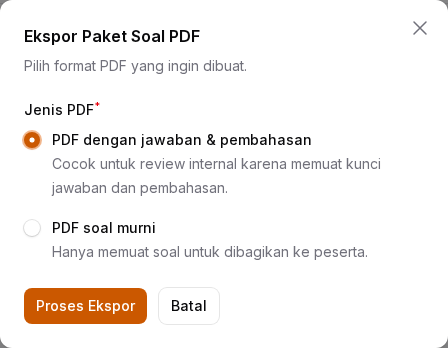 Ekspor Paket Soal PDF
Pilih format PDF yang ingin dibuat.
Jenis PDF*
PDF dengan jawaban & pembahasan
Cocok untuk review internal karena memuat kunci
jawaban dan pembahasan.
PDF soal murni
Hanya memuat soal untuk dibagikan ke peserta.
Proses Ekspor
Batal